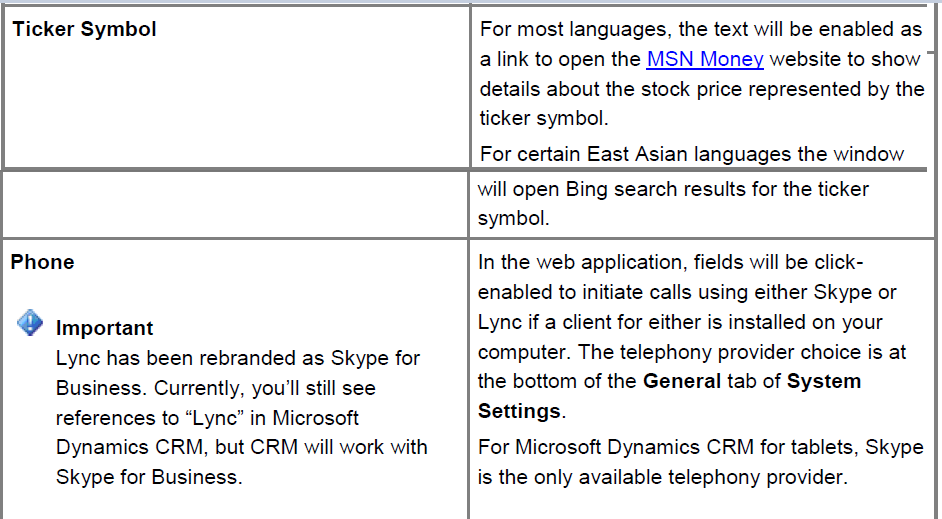 Ticker Symbol
For most languages, the text will be enabled as
a link to open the MSN Money website to show
details about the stock price represented by the
ticker symbol.
For certain East Asian languages the window
will open Bing search results for the ticker
symbol.
Phone
Important
Lync has been rebranded as Skype for
Business. Currently, you’ll still see
references to “Lync” in Microsoft
Dynamics CRM, but CRM will work with
Skype for Business.
In the web application, fields will be click-
enabled to initiate calls using either Skype or
Lync if a client for either is installed on your
computer. The telephony provider choice is at
the bottom of the General tab of System
Settings.
For Microsoft Dynamics CRM for tablets, Skype
is the only available telephony provider.